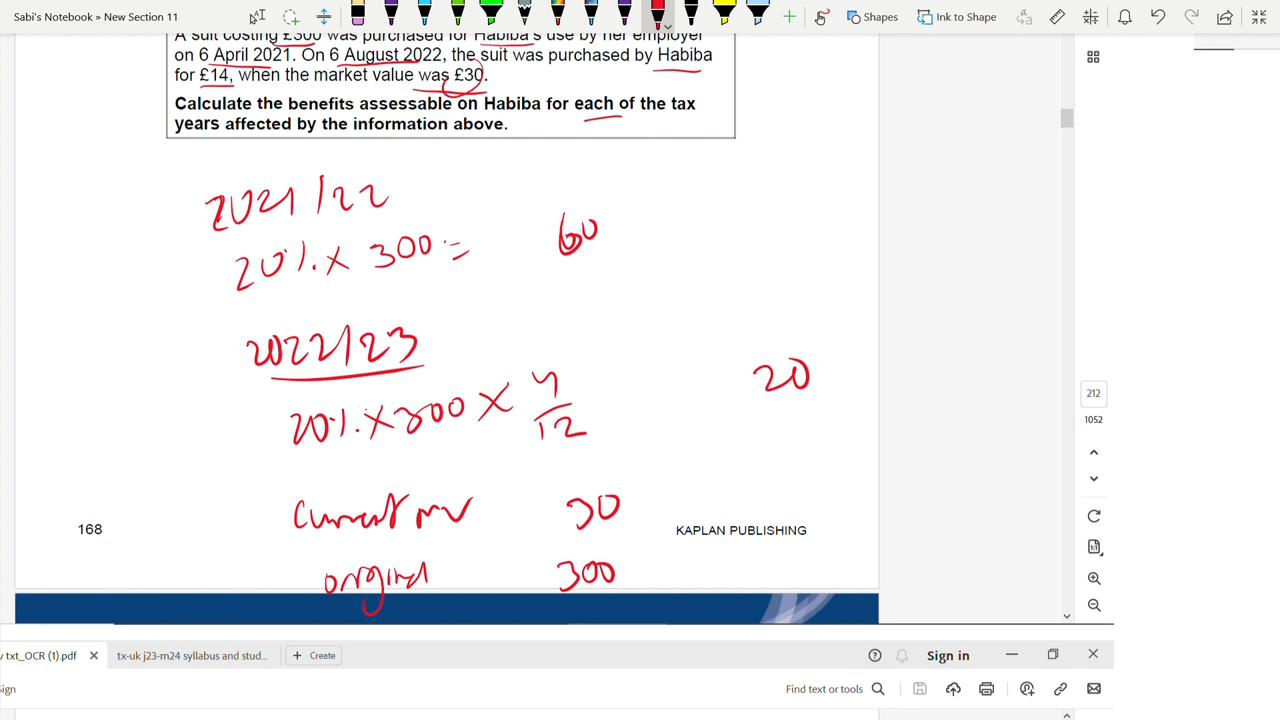 Sabi's Notebook » New Section 11
Shapes
Ink to Shape
A suit costing £300 was purchased for Habiba's use by her employer
on 6 April 2021. On 6 August 2022, the suit was purchased by Habiba
for £14, when the market value was £30.
Calculate the benefits assessable on Habiba for each of the tax
years affected by the information above.
2021/22
20% × 300 = 60
2022/23
20% × 300 × 4/12 20
Current mv 30
original 300
168
KAPLAN PUBLISHING
212
1052
y txt_OCR (1).pdf
tx-uk j23-m24 syllabus and stud...
+ Create
Sign in
Sign
Find text or tools